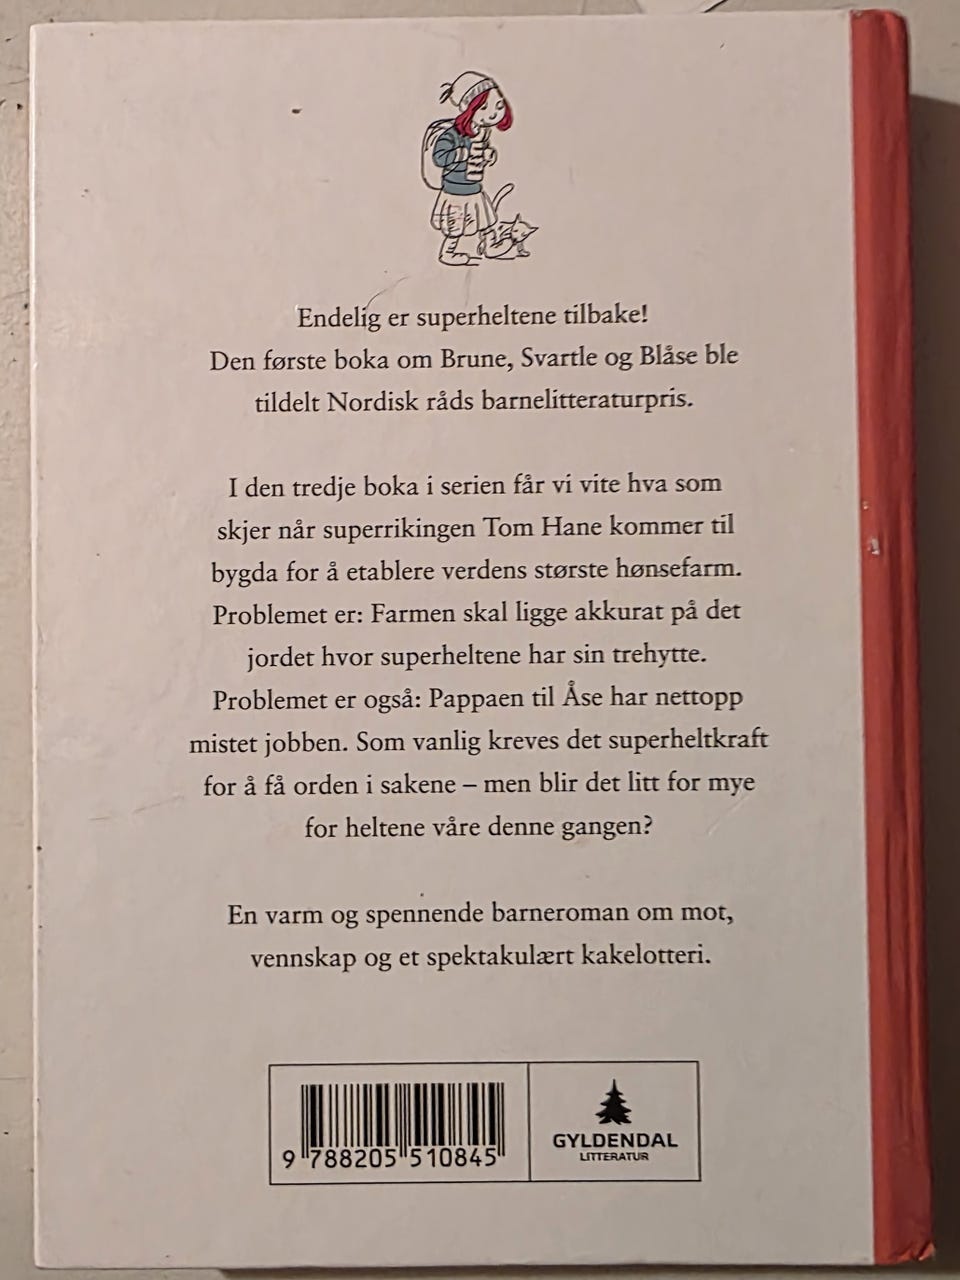 Endelig er superheltene tilbake!
Den første boka om Brune, Svartle og Blåse ble
tildelt Nordisk råds barnelitteraturpris.
I den tredje boka i serien får vi vite hva som
skjer når superrikingen Tom Hane kommer til
bygda for å etablere verdens største hønsefarm.
Problemet er: Farmen skal ligge akkurat på det
jordet hvor superheltene har sin trehytte.
Problemet er også: Pappaen til Åse har nettopp
mistet jobben. Som vanlig kreves det superheltkraft
for å få orden i sakene – men blir det litt for mye
for heltene våre denne gangen?
En varm og spennende barneroman om mot,
vennskap og et spektakulært kakelotteri.
9 788205 510845
GYLDENDAL
LITTERATUR